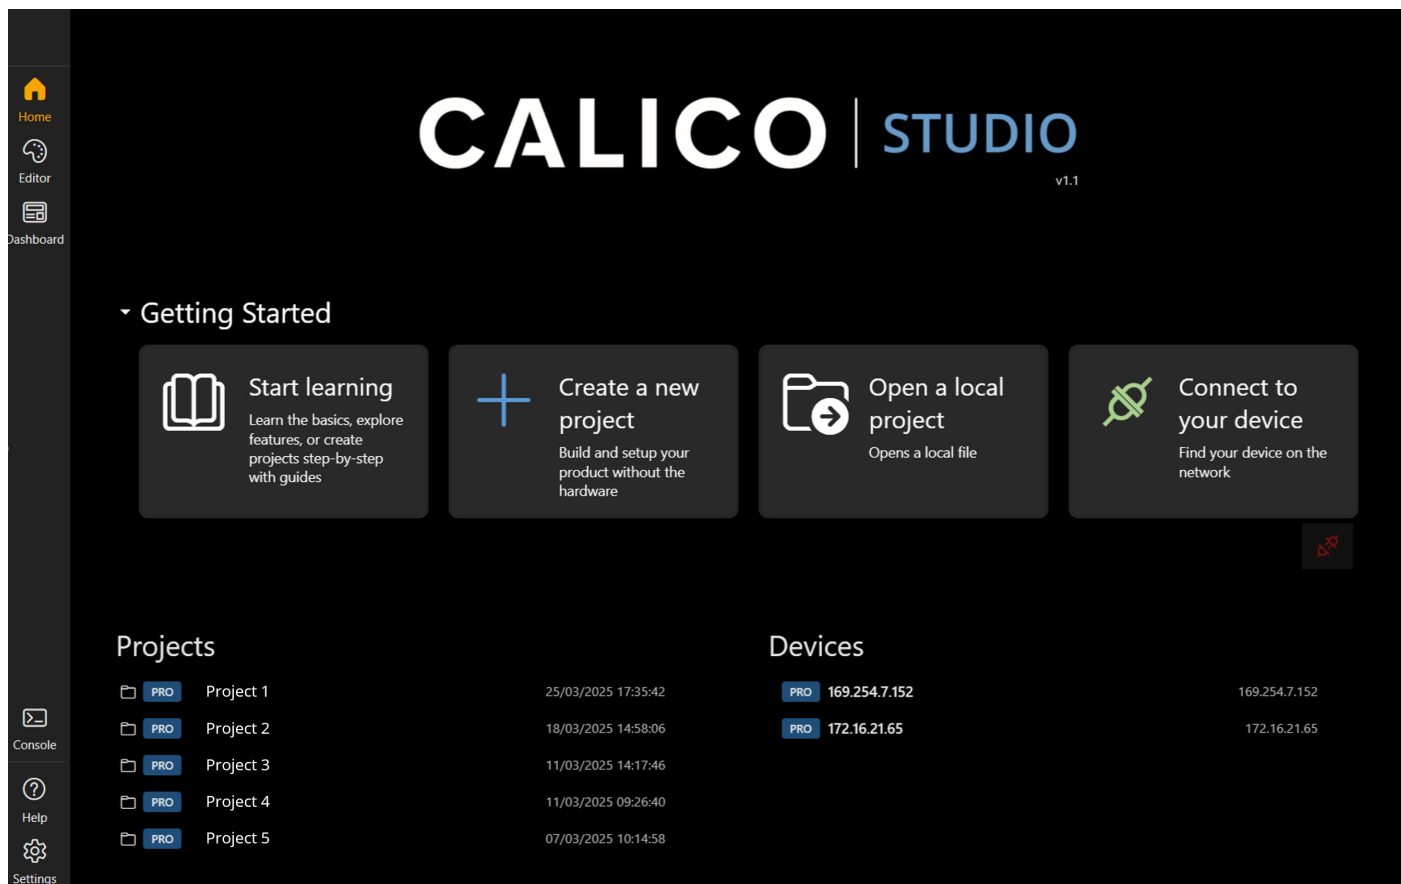 CALICO STUDIO
v1.1
Home
Editor
Dashboard
Getting Started
Start learning
Learn the basics, explore
features, or create
projects step-by-step
with guides
Create a new
project
Build and setup your
product without the
hardware
Open a local
project
Opens a local file
Connect to
your device
Find your device on the
network
Projects
PRO Project 1 25/03/2025 17:35:42
PRO Project 2 18/03/2025 14:58:06
PRO Project 3 11/03/2025 14:17:46
PRO Project 4 11/03/2025 09:26:40
PRO Project 5 07/03/2025 10:14:58
Devices
PRO 169.254.7.152 169.254.7.152
PRO 172.16.21.65 172.16.21.65
Console
Help
Settings